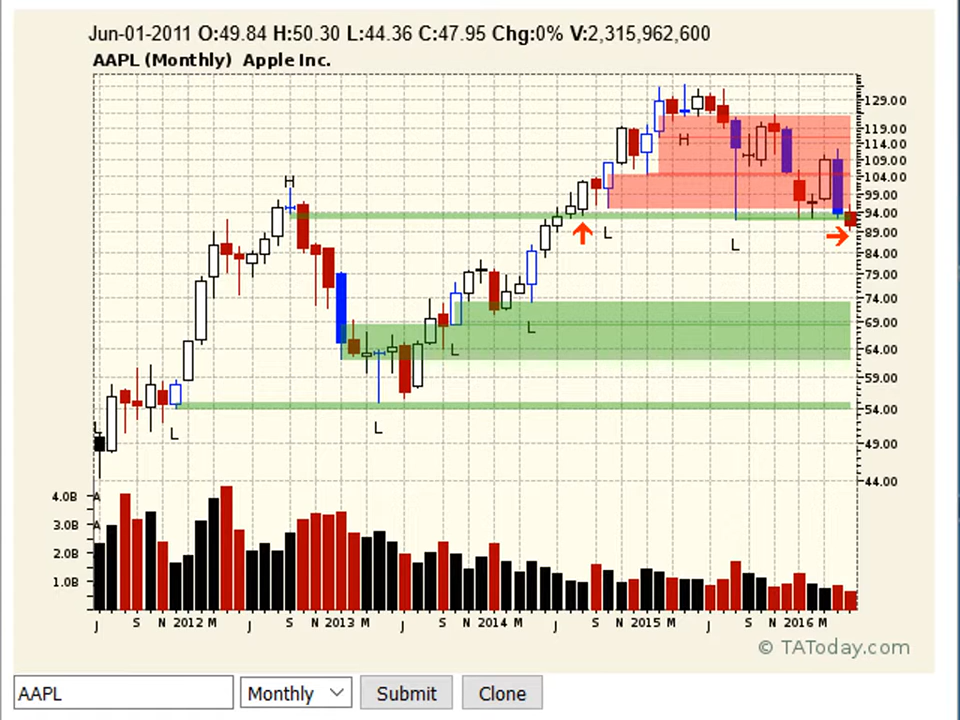 Jun-01-2011 O:49.84 H:50.30 L:44.36 C:47.95 Chg:0% V:2,315,962,600
AAPL (Monthly) Apple Inc.
129.00
119.00
114.00
109.00
104.00
99.00
94.00
89.00
84.00
79.00
74.00
69.00
64.00
59.00
54.00
49.00
44.00
H
H
L
L
L
L
L
L
L
4.0B A
3.0B A
2.0B
1.0B
J S N 2012 M J S N 2013 M J S N 2014 M J S N 2015 M J S N 2016 M
© TAToday.com
AAPL Monthly Submit Clone